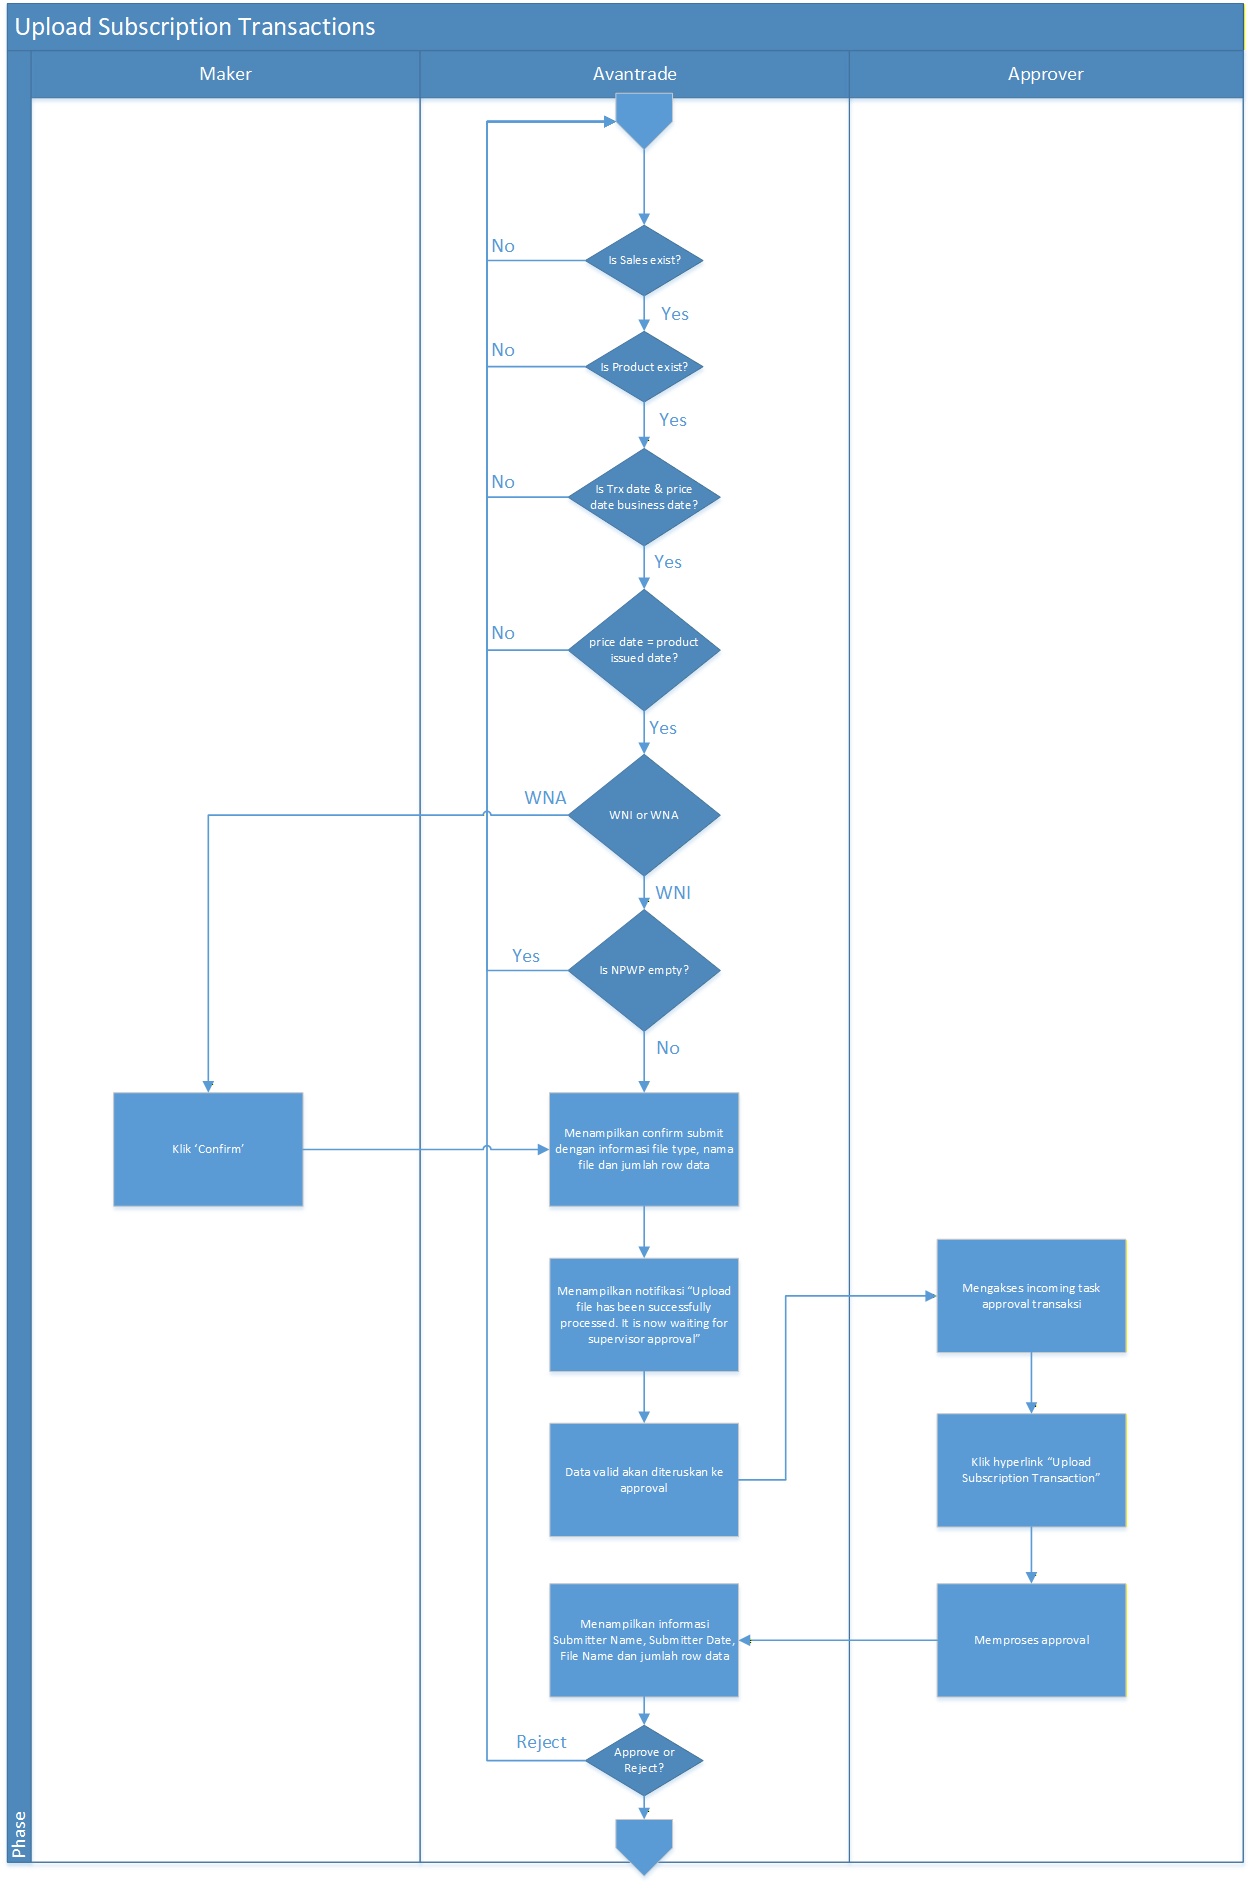 Upload Subscription Transactions
Maker
Avantrade
Approver
No
Is Sales exist?
Yes
No
Is Product exist?
Yes
No
Is Trx date & price
date business date?
Yes
No
price date = product
issued date?
Yes
WNA
WNI or WNA
WNI
Yes
Is NPWP empty?
No
Klik ‘Confirm’
Menampilkan confirm submit
dengan informasi file type, nama
file dan jumlah row data
Menampilkan notifikasi “Upload
file has been successfully
processed. It is now waiting for
supervisor approval”
Mengakses incoming task
approval transaksi
Data valid akan diteruskan ke
approval
Klik hyperlink “Upload
Subscription Transaction”
Menampilkan informasi
Submitter Name, Submitter Date,
File Name dan jumlah row data
Memproses approval
Reject
Approve or
Reject?
Phase